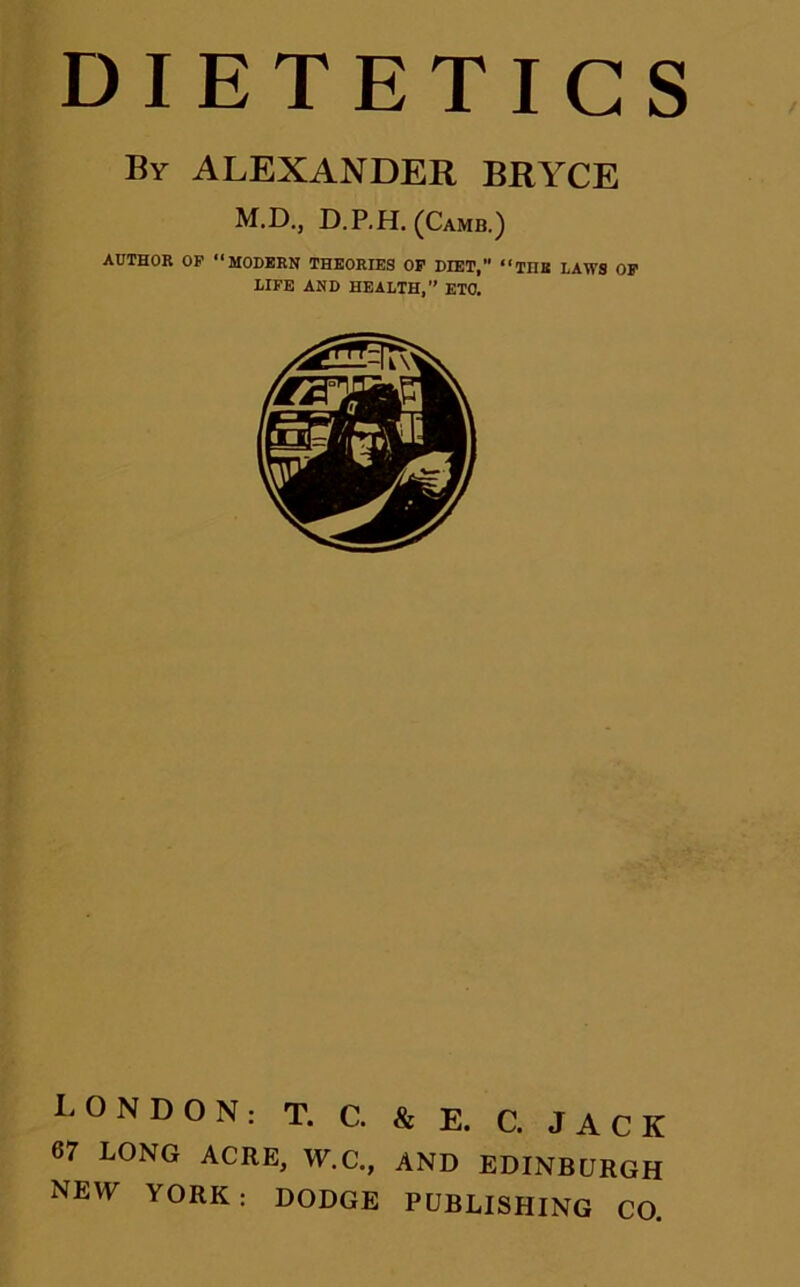 DIETETICS
By ALEXANDER BRYCE
M.D., D.P.H. (Camb.)
AUTHOR OF "MODERN THEORIES OF DIET," "THE LAWS OF
LIFE AND HEALTH," ETC.
LONDON: T. C. & E. C. JACK
67 LONG ACRE, W.C., AND EDINBURGH
NEW YORK: DODGE PUBLISHING CO.